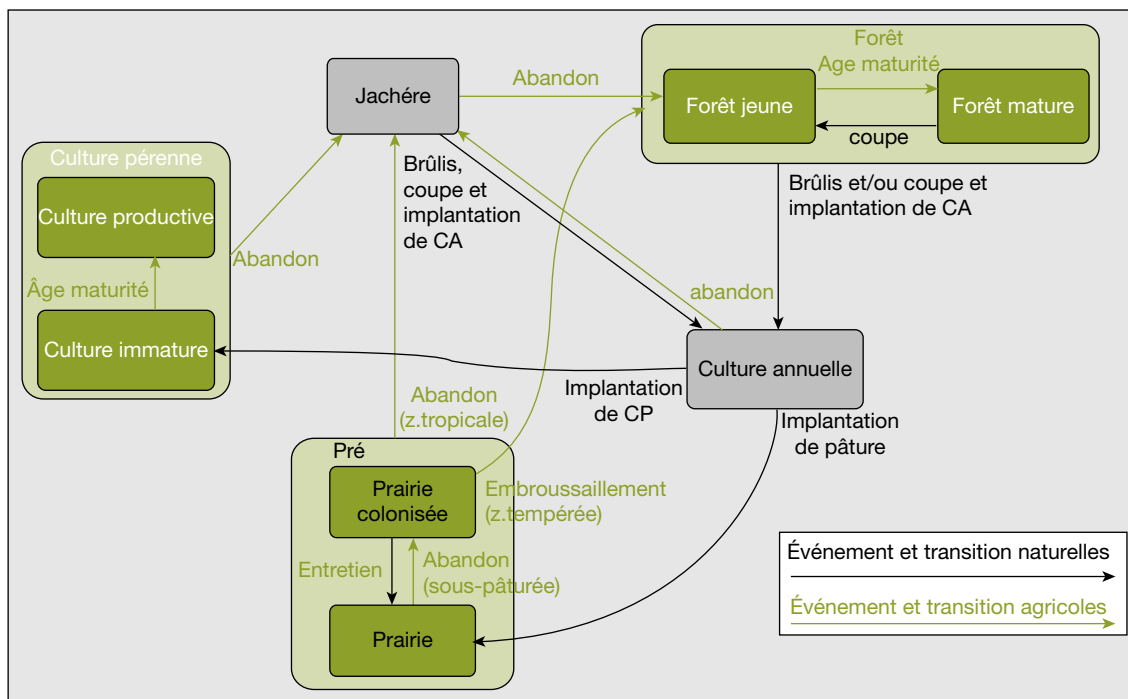 Forêt
Age maturité
Abandon
Jachére
Forêt jeune
Forêt mature
coupe
Culture pérenne
Brûlis,
coupe et
implantation
de CA
Brûlis et/ou coupe et
implantation de CA
Culture productive
Abandon
Âge maturité
abandon
Culture immature
Culture annuelle
Implantation
de CP
Abandon
(z.tropicale)
Implantation
de pâture
Pré
Prairie
colonisée
Embroussaillement
(z.tempérée)
Entretien
Abandon
(sous-pâturée)
Prairie
Événement et transition naturelles
Événement et transition agricoles